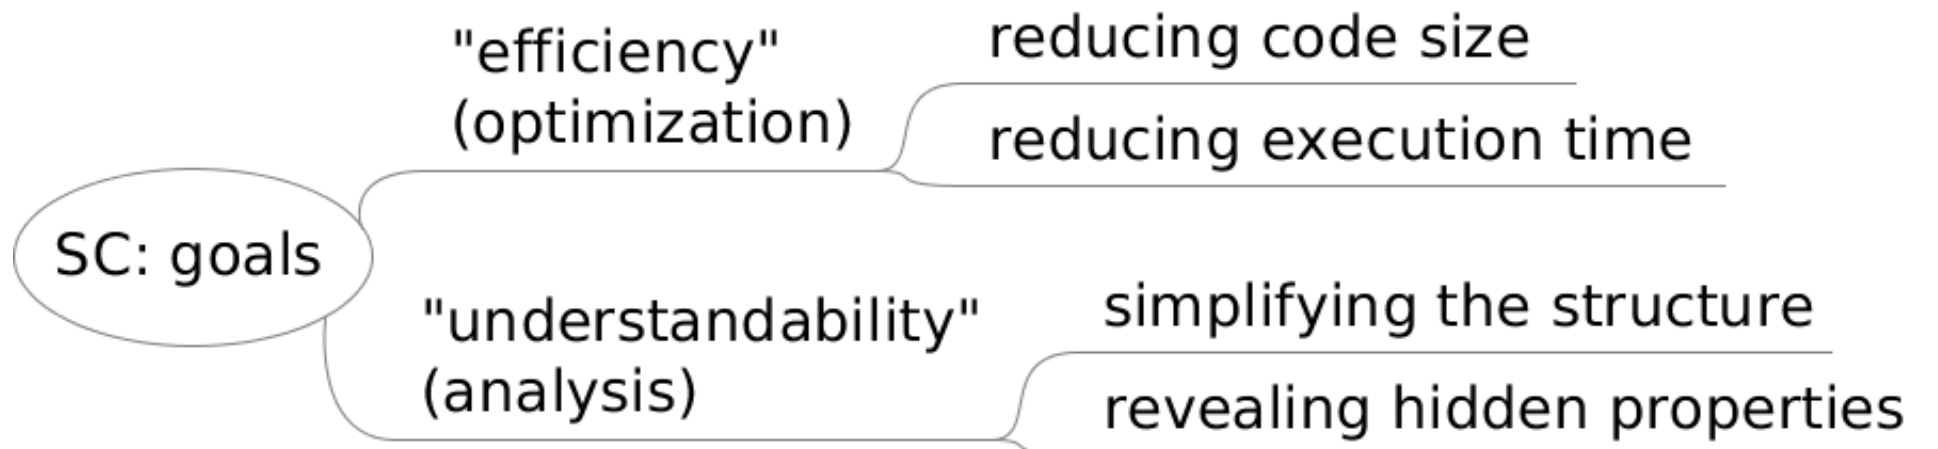 SC: goals
"efficiency"
(optimization)
reducing code size
reducing execution time
"understandability"
(analysis)
simplifying the structure
revealing hidden properties